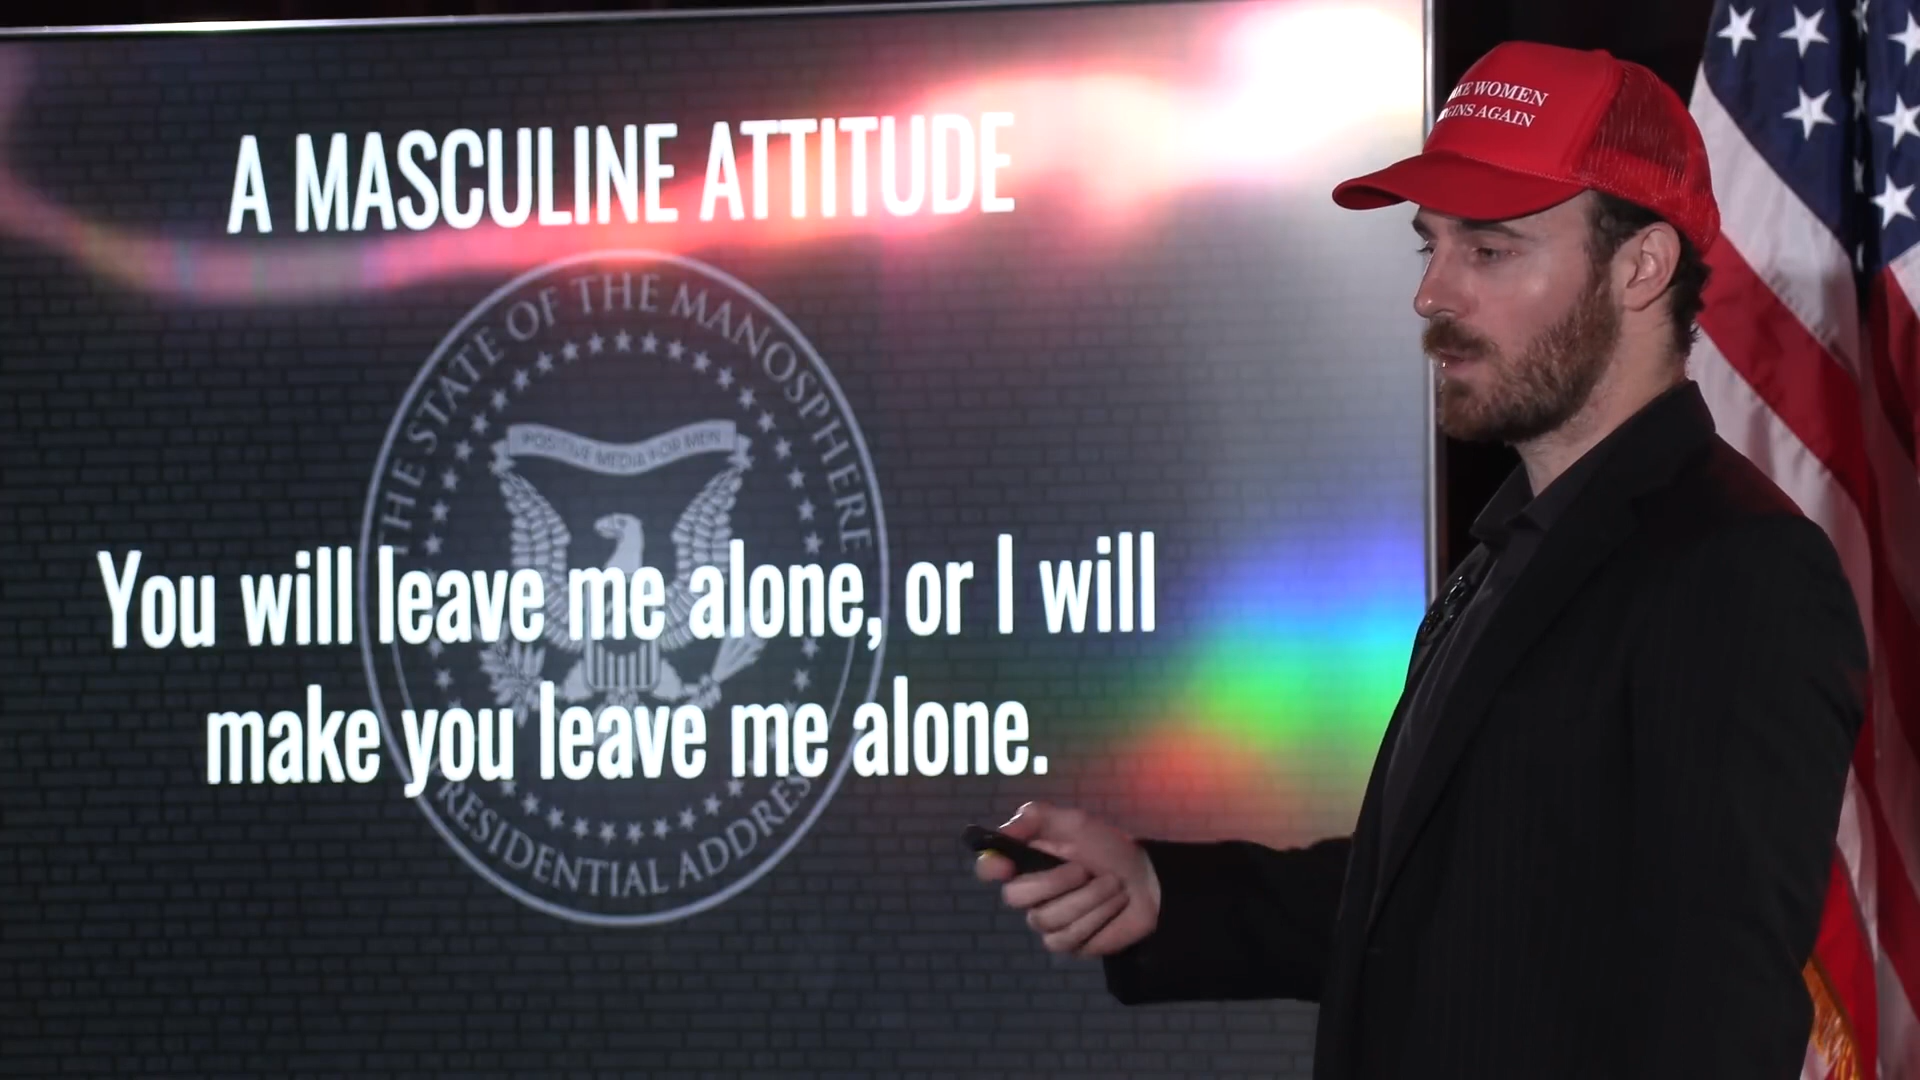 A MASCULINE ATTITUDE
THE STATE OF THE MANOSPHERE
POSITIVE MEDIA FOR MEN
You will leave me alone, or I will
make you leave me alone.
RESIDENTIAL ADDRESS
WOMEN
AGAIN